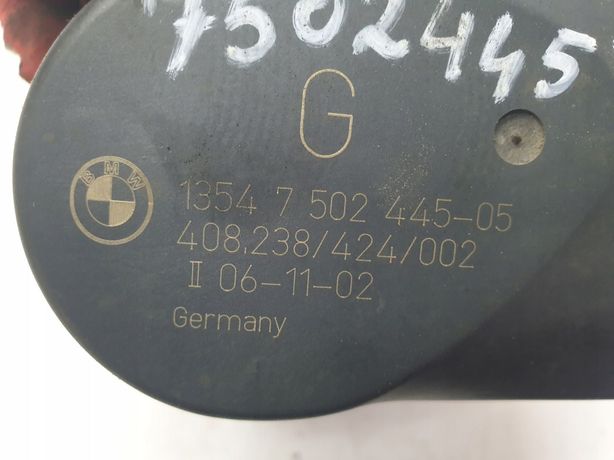 7502445
G
BMW
1354 7 502 445-05
408.238/424/002
II 06-11-02
Germany